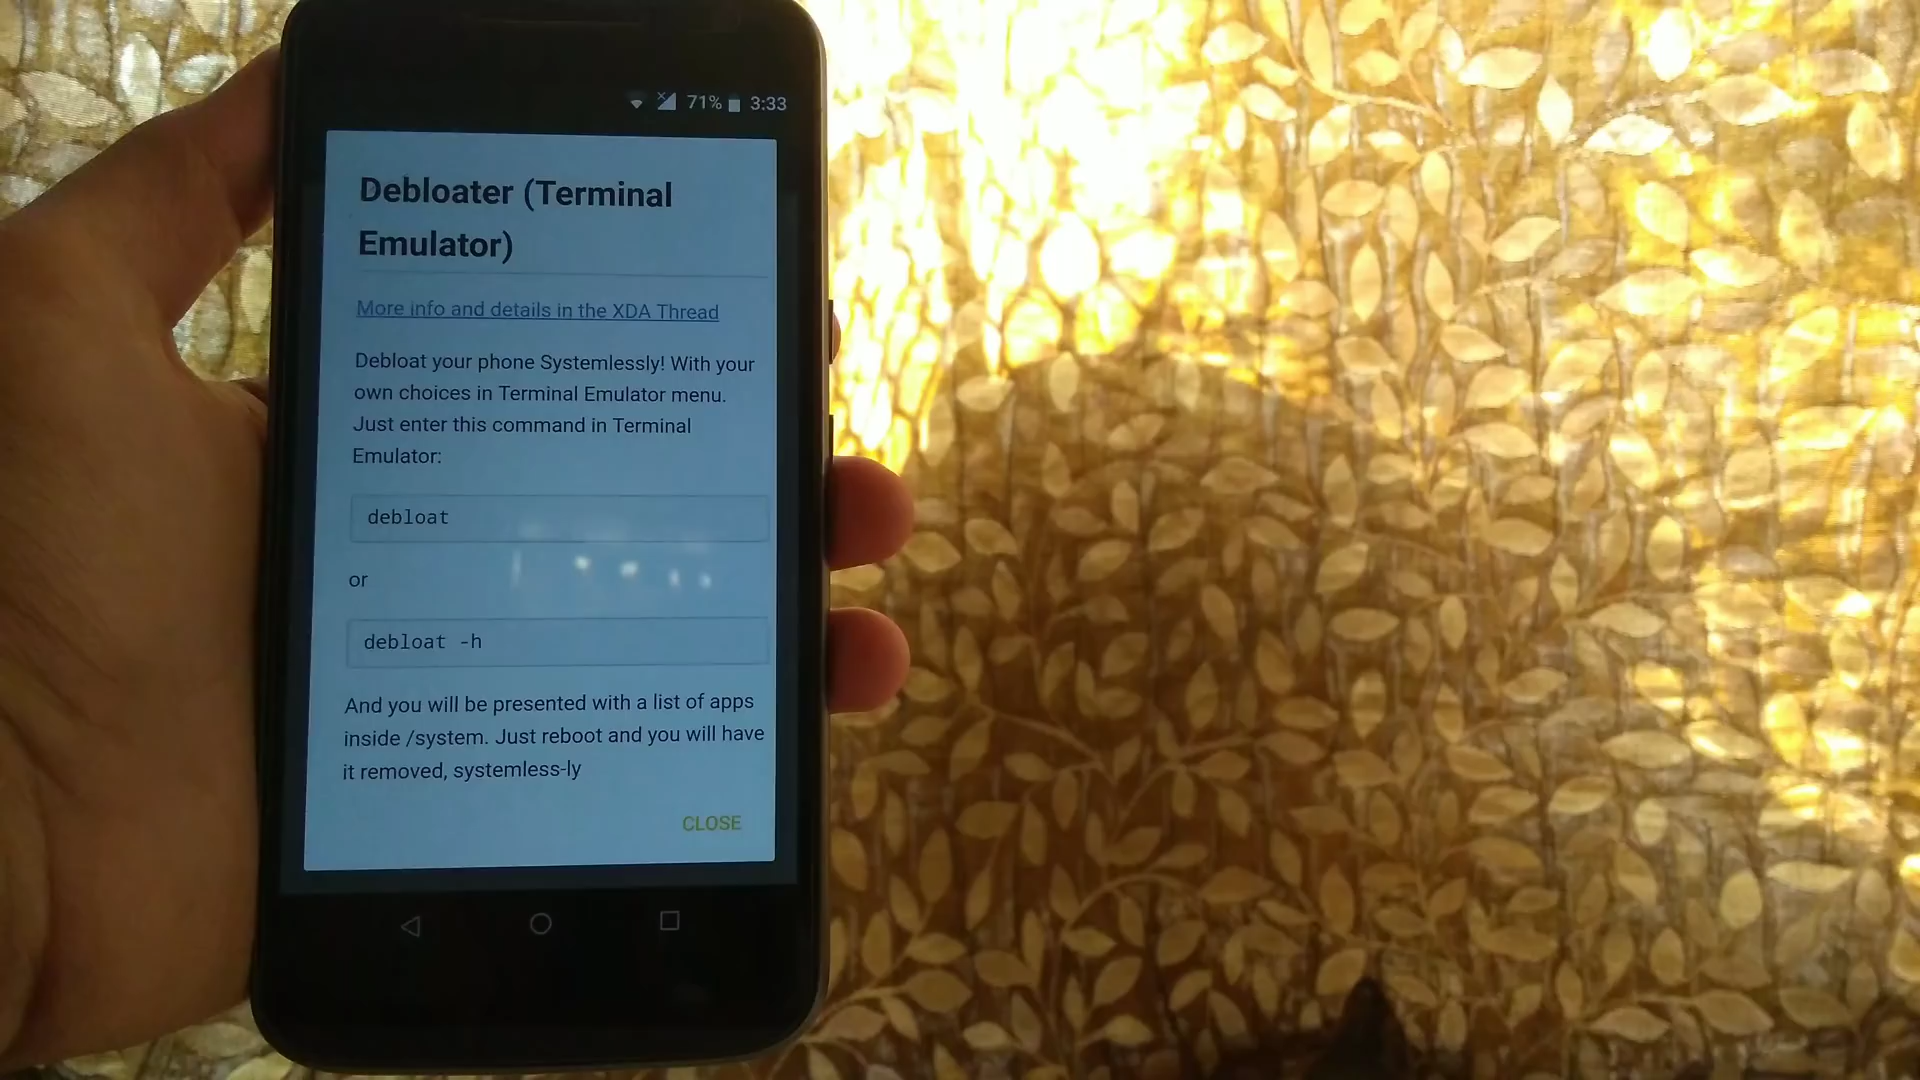 71% 3:33
Debloater (Terminal
Emulator)
More info and details in the XDA Thread
Debloat your phone Systemlessly! With your
own choices in Terminal Emulator menu.
Just enter this command in Terminal
Emulator:
debloat
or
debloat -h
And you will be presented with a list of apps
inside /system. Just reboot and you will have
it removed, systemless-ly
CLOSE